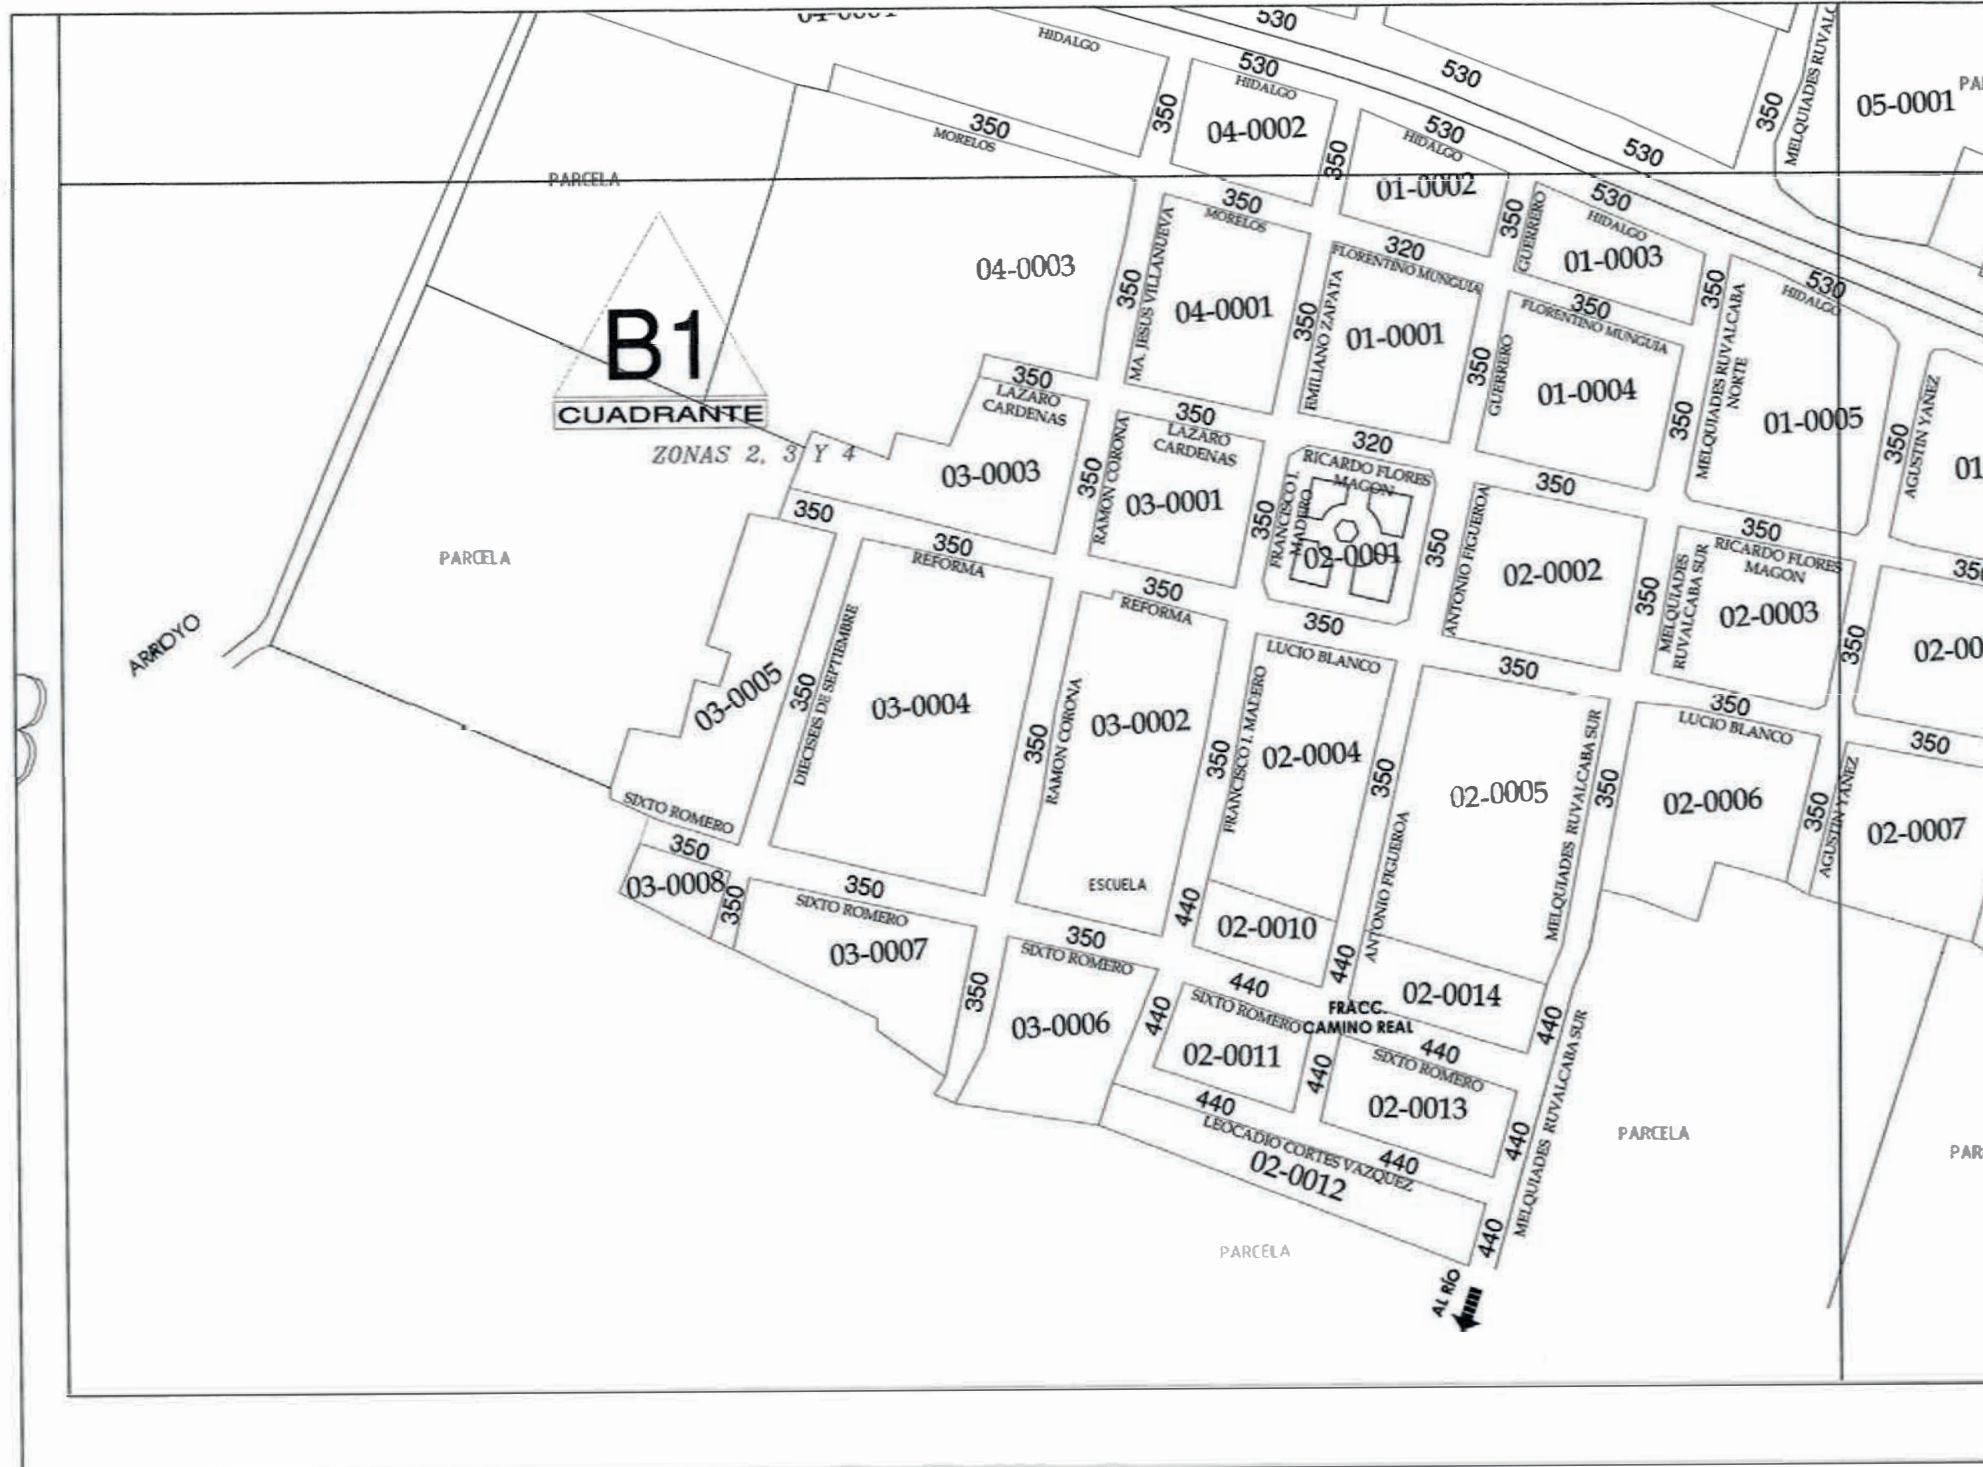 530
HIDALGO
530
530
HIDALGO
350
04-0002
350
MORELOS
350
350
530
HIDALGO
01-0002
530
350
MELQUIADES
05-0001
PARCELA
350
MORELOS
04-0003
350
MA. JESUS VILLANUEVA
04-0001
320
FLORENTINO MUNGUIA
350
EMILIANO ZAPATA
01-0001
350
GUERRERO
530
HIDALGO
01-0003
350
FLORENTINO MUNGUIA
350
GUERRERO
01-0004
350
MELQUIADES RUVALCABA
NORTE
350
530
HIDALGO
01-0005
350
AGUSTIN YANEZ
B1
CUADRANTE
ZONAS 2, 3 Y 4
350
LAZARO
CARDENAS
03-0003
350
RAMON CORONA
350
LAZARO
CARDENAS
03-0001
350
FRANCISCO I.
MADERO
320
RICARDO FLORES
MAGON
02-0001
350
ANTONIO FIGUEROA
350
02-0002
350
MELQUIADES
RUVALCABA SUR
350
RICARDO FLORES
MAGON
02-0003
350
PARCELA
350
350
REFORMA
350
REFORMA
350
LUCIO BLANCO
350
350
LUCIO BLANCO
350
ARROYO
03-0005
350
DIECISEIS DE SEPTIEMBRE
03-0004
350
RAMON CORONA
03-0002
350
FRANCISCO I. MADERO
02-0004
350
ANTONIO FIGUEROA
02-0005
MELQUIADES RUVALCABA SUR
350
02-0006
350
AGUSTIN YANEZ
02-0007
SIXTO ROMERO
350
03-0008
350
350
SIXTO ROMERO
03-0007
350
ESCUELA
350
SIXTO ROMERO
03-0006
440
02-0010
440
440
SIXTO ROMERO
440
FRACC.
CAMINO REAL
02-0014
440
02-0011
440
440
SIXTO ROMERO
02-0013
440
MELQUIADES RUVALCABA SUR
440
LEOCADIO CORTES VAZQUEZ
440
02-0012
440
AL RÍO
PARCELA
PARCELA